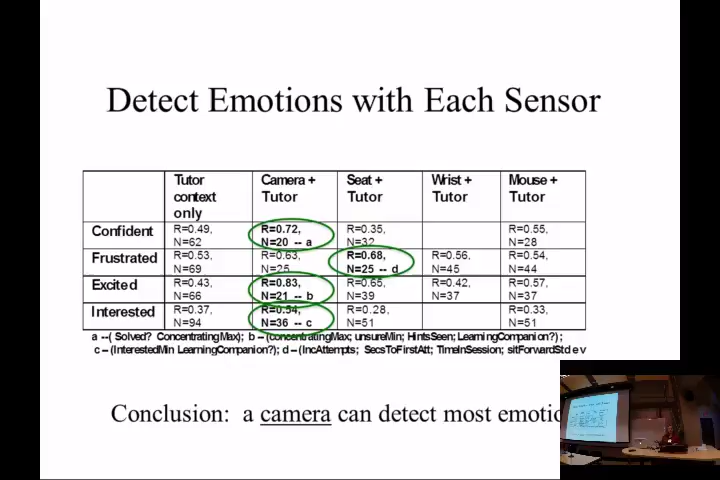 Detect Emotions with Each Sensor
Tutor context only
Camera + Tutor
Seat + Tutor
Wrist + Tutor
Mouse + Tutor
Confident
R=0.49, N=62
R=0.72, N=20 -- a
R=0.35, N=32
R=0.55, N=28
Frustrated
R=0.53, N=69
R=0.63, N=25
R=0.68, N=25 -- d
R=0.56, N=45
R=0.54, N=44
Excited
R=0.43, N=66
R=0.83, N=21 -- b
R=0.65, N=39
R=0.42, N=37
R=0.57, N=37
Interested
R=0.37, N=94
R=0.54, N=36 -- c
R=0.28, N=51
R=0.33, N=51
a --( Solved? ConcentratingMax); b -- (concentratingMax; unsureMin; HintsSeen; LearningCompanion?) ;
c -- (InterestedMin LearningCompanion?); d -- (IncAttempts; SecsToFirstAtt; TimeInSession; sitForwardStdev
Conclusion: a camera can detect most emotio